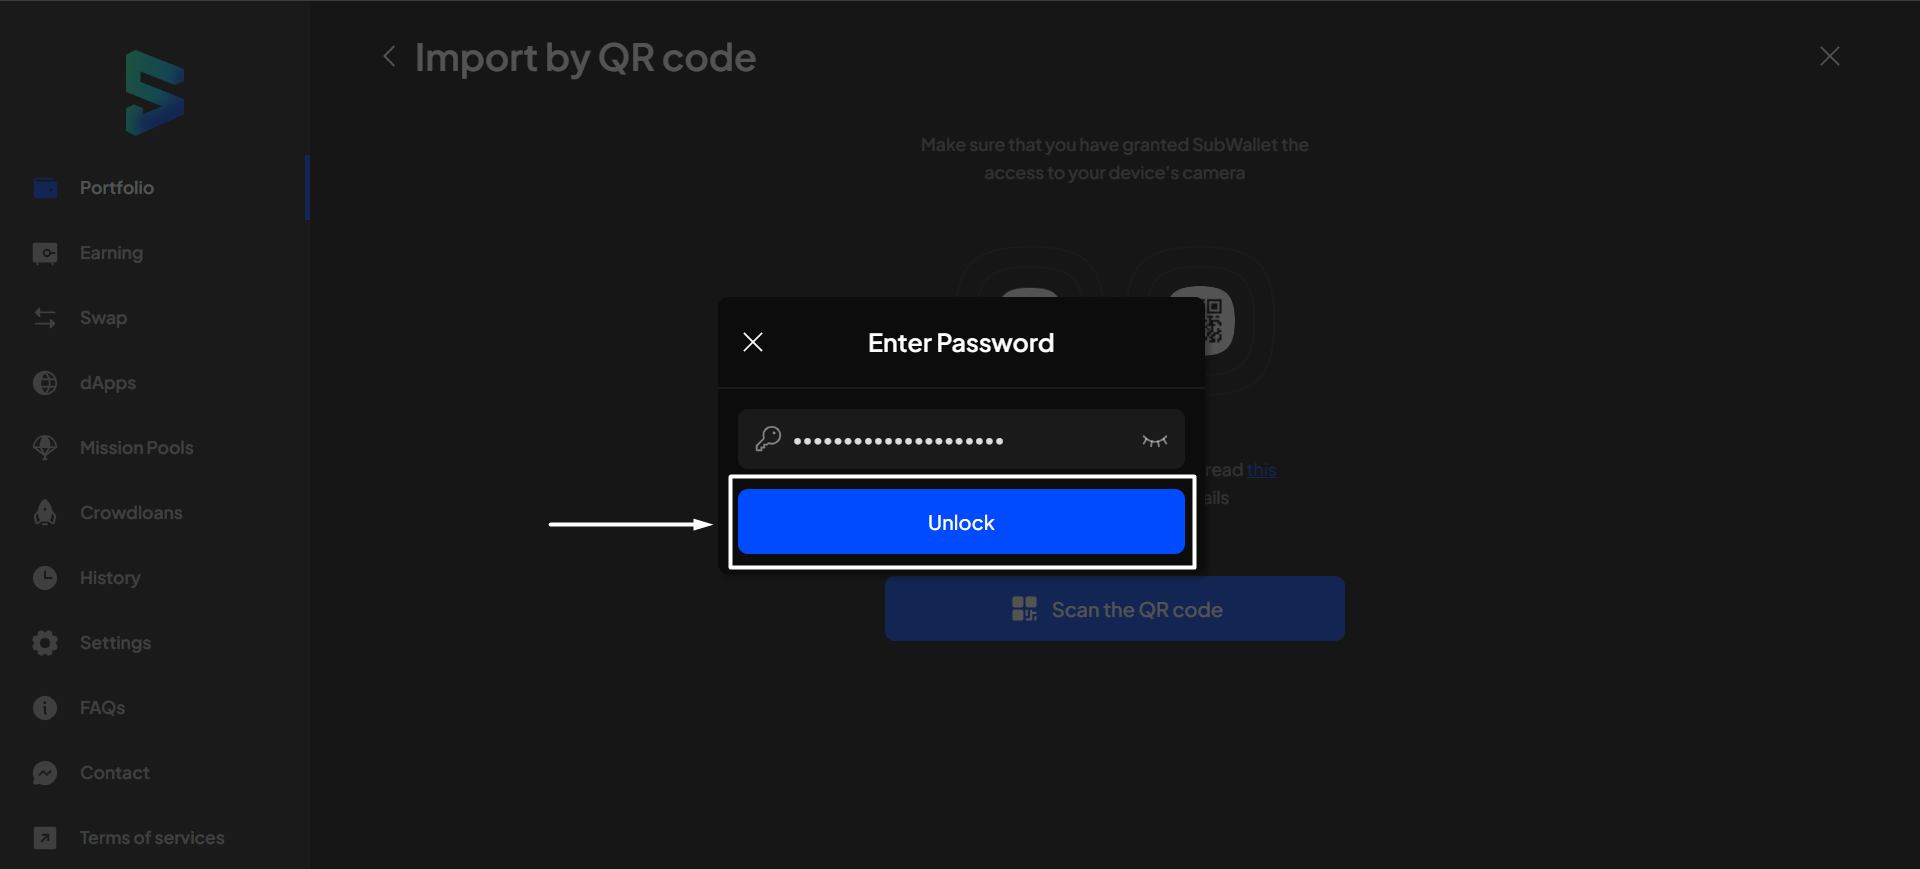 Import by QR code
Portfolio
Earning
Swap
dApps
Mission Pools
Crowdloans
History
Settings
FAQs
Contact
Terms of services
Make sure that you have granted SubWallet the
access to your device's camera
Enter Password
••••••••••••••••••••• 
Unlock
read this
Scan the QR code